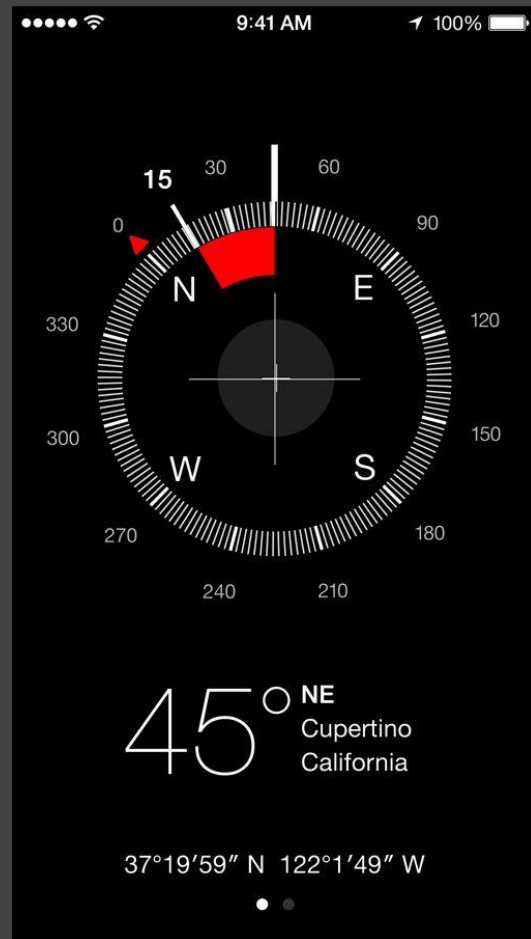 9:41 AM 100%
15 30 60
0 90
N E
330 120
300 150
W S
270 180
240 210
45° NE
Cupertino
California
37°19′59″ N 122°1′49″ W